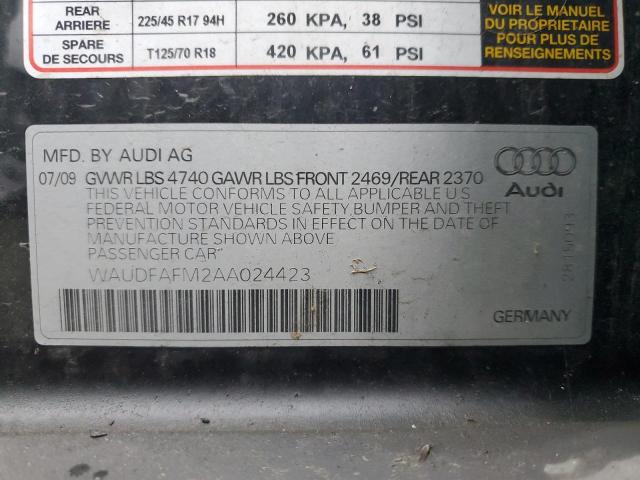 REAR
ARRIERE 225/45 R17 94H 260 KPA, 38 PSI
SPARE
DE SECOURS T125/70 R18 420 KPA, 61 PSI
VOIR LE MANUEL
DU PROPRIETAIRE
POUR PLUS DE
RENSEIGNEMENTS
MFD. BY AUDI AG
07/09 GVWR LBS 4740 GAWR LBS FRONT 2469/REAR 2370
THIS VEHICLE CONFORMS TO ALL APPLICABLE U.S
FEDERAL MOTOR VEHICLE SAFETY,BUMPER AND THEFT
PREVENTION STANDARDS IN EFFECT ON THE DATE
OF MANUFACTURE SHOWN ABOVE
PASSENGER CAR"
WAUDFAFM2AA024423
Audi
2815093
GERMANY